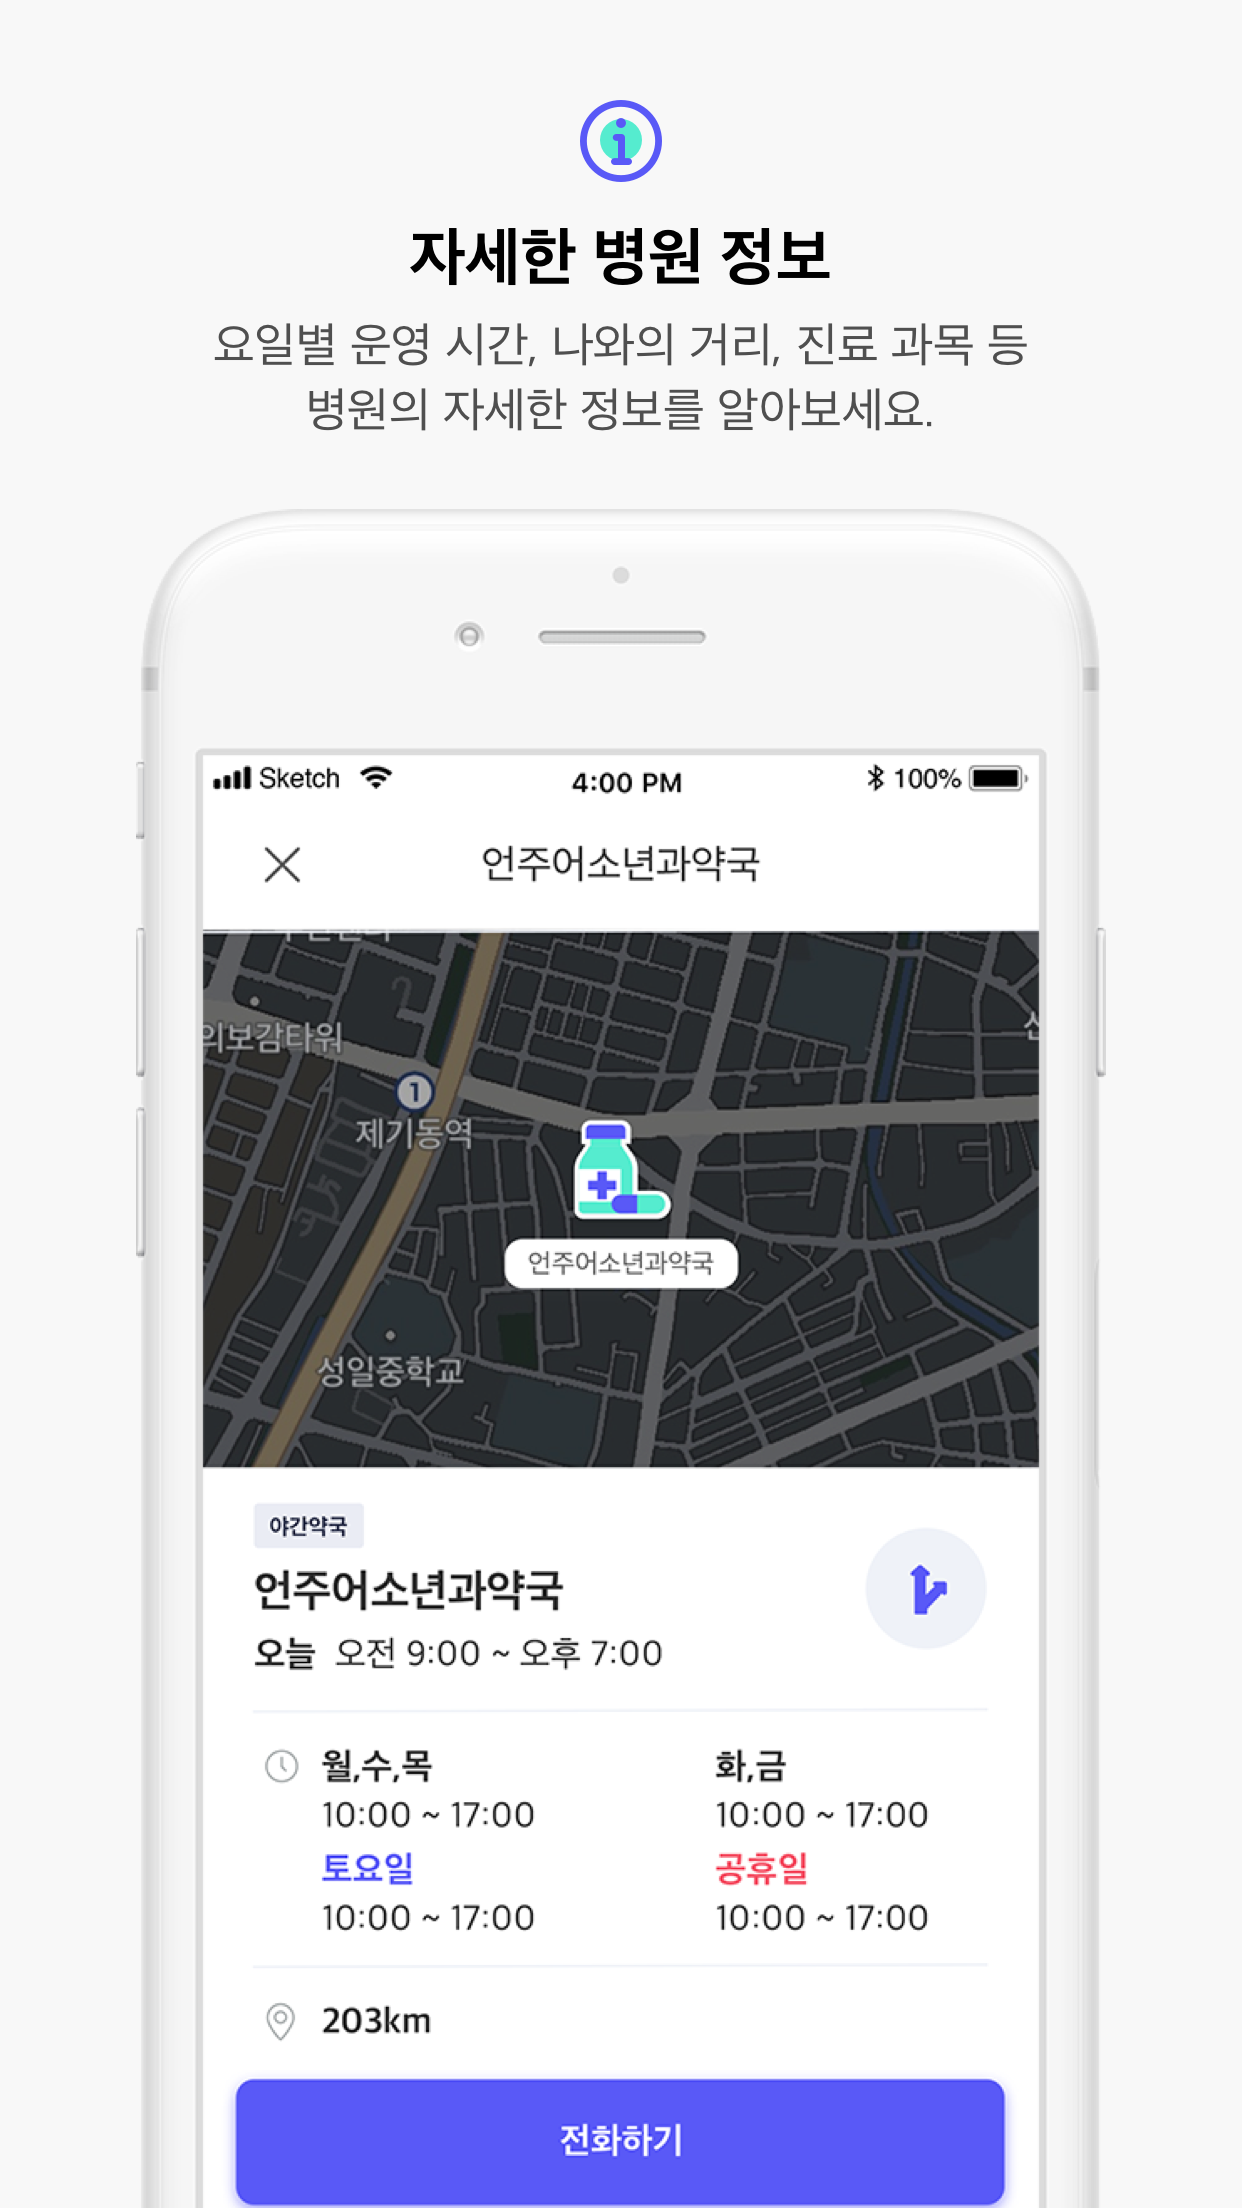 자세한 병원 정보
요일별 운영 시간, 나와의 거리, 진료 과목 등
병원의 자세한 정보를 알아보세요.
Sketch 4:00 PM 100%
언주어소년과약국
의보감타워
1
제기동역
언주어소년과약국
성일중학교
야간약국
언주어소년과약국
오늘 오전 9:00 ~ 오후 7:00
월,수,목 화,금
10:00 ~ 17:00 10:00 ~ 17:00
토요일 공휴일
10:00 ~ 17:00 10:00 ~ 17:00
203km
전화하기